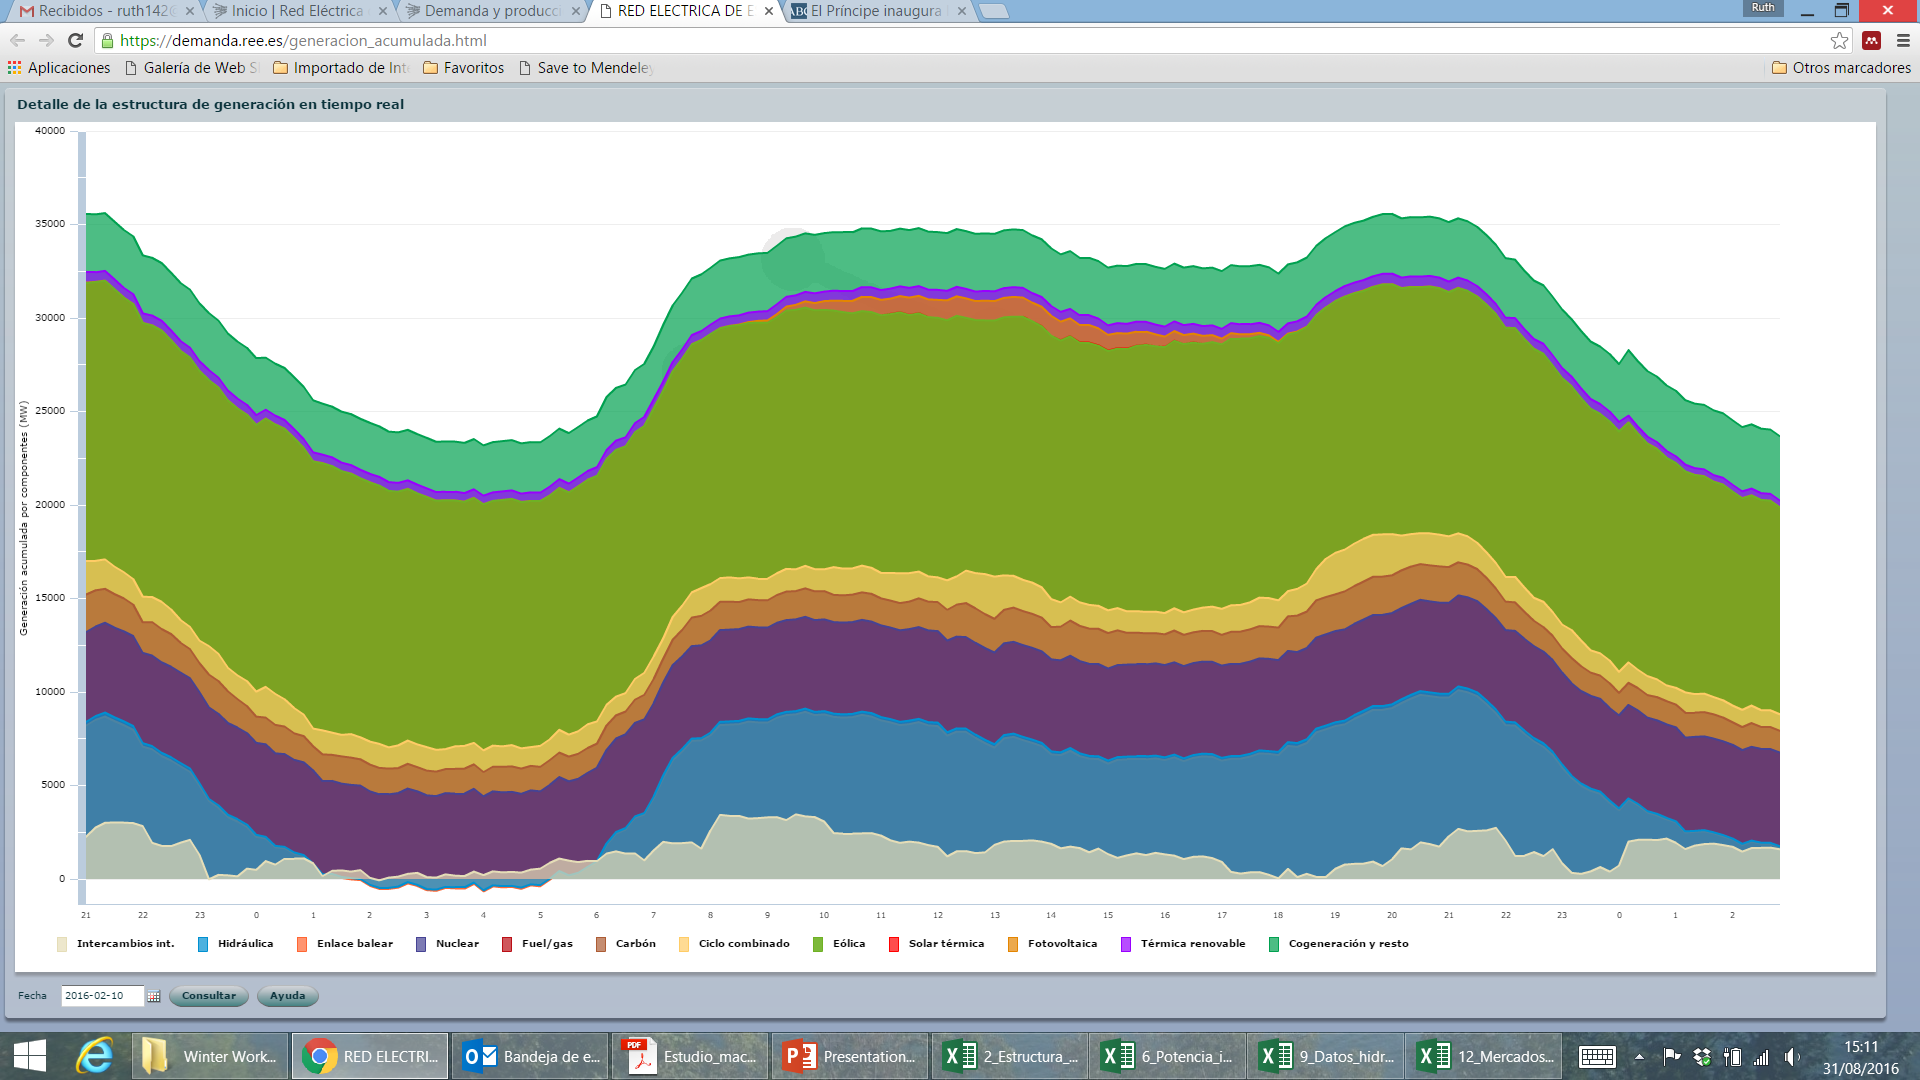 Recibidos - ruth142
Inicio | Red Eléctrica
Demanda y producc
RED ELECTRICA DE E
ABC El Príncipe inaugura
Ruth
https://demanda.ree.es/generacion_acumulada.html
Aplicaciones Galería de Web S Importado de Int Favoritos Save to Mendeley Otros marcadores
Detalle de la estructura de generación en tiempo real
Generación acumulada por componentes (MW)
40000
35000
30000
25000
20000
15000
10000
5000
0
21 22 23 0 1 2 3 4 5 6 7 8 9 10 11 12 13 14 15 16 17 18 19 20 21 22 23 0 1 2
Intercambios int. Hidráulica Enlace balear Nuclear Fuel/gas Carbón Ciclo combinado Eólica Solar térmica Fotovoltaica Térmica renovable Cogeneración y resto
Fecha 2016-02-10 Consultar Ayuda
Winter Work... RED ELECTRI... Bandeja de e... PDF Estudio_mac... Presentation... 2_Estructura_... 6_Potencia_i... 9_Datos_hidr... 12_Mercados...
15:11
31/08/2016